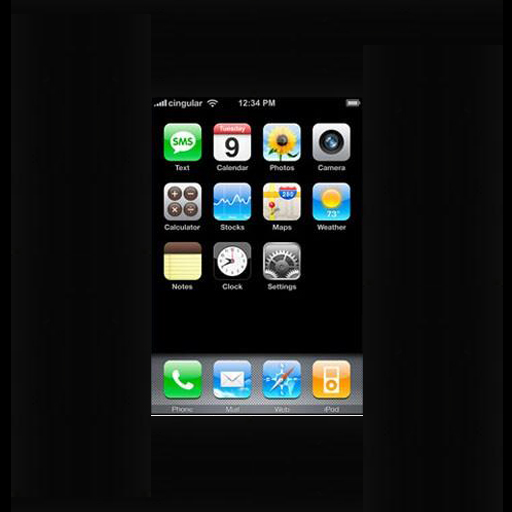 cingular 12:34 PM
SMS Tuesday 9 280 73°
Text Calendar Photos Camera
Calculator Stocks Maps Weather
Notes Clock Settings
Phone Mail Web iPod